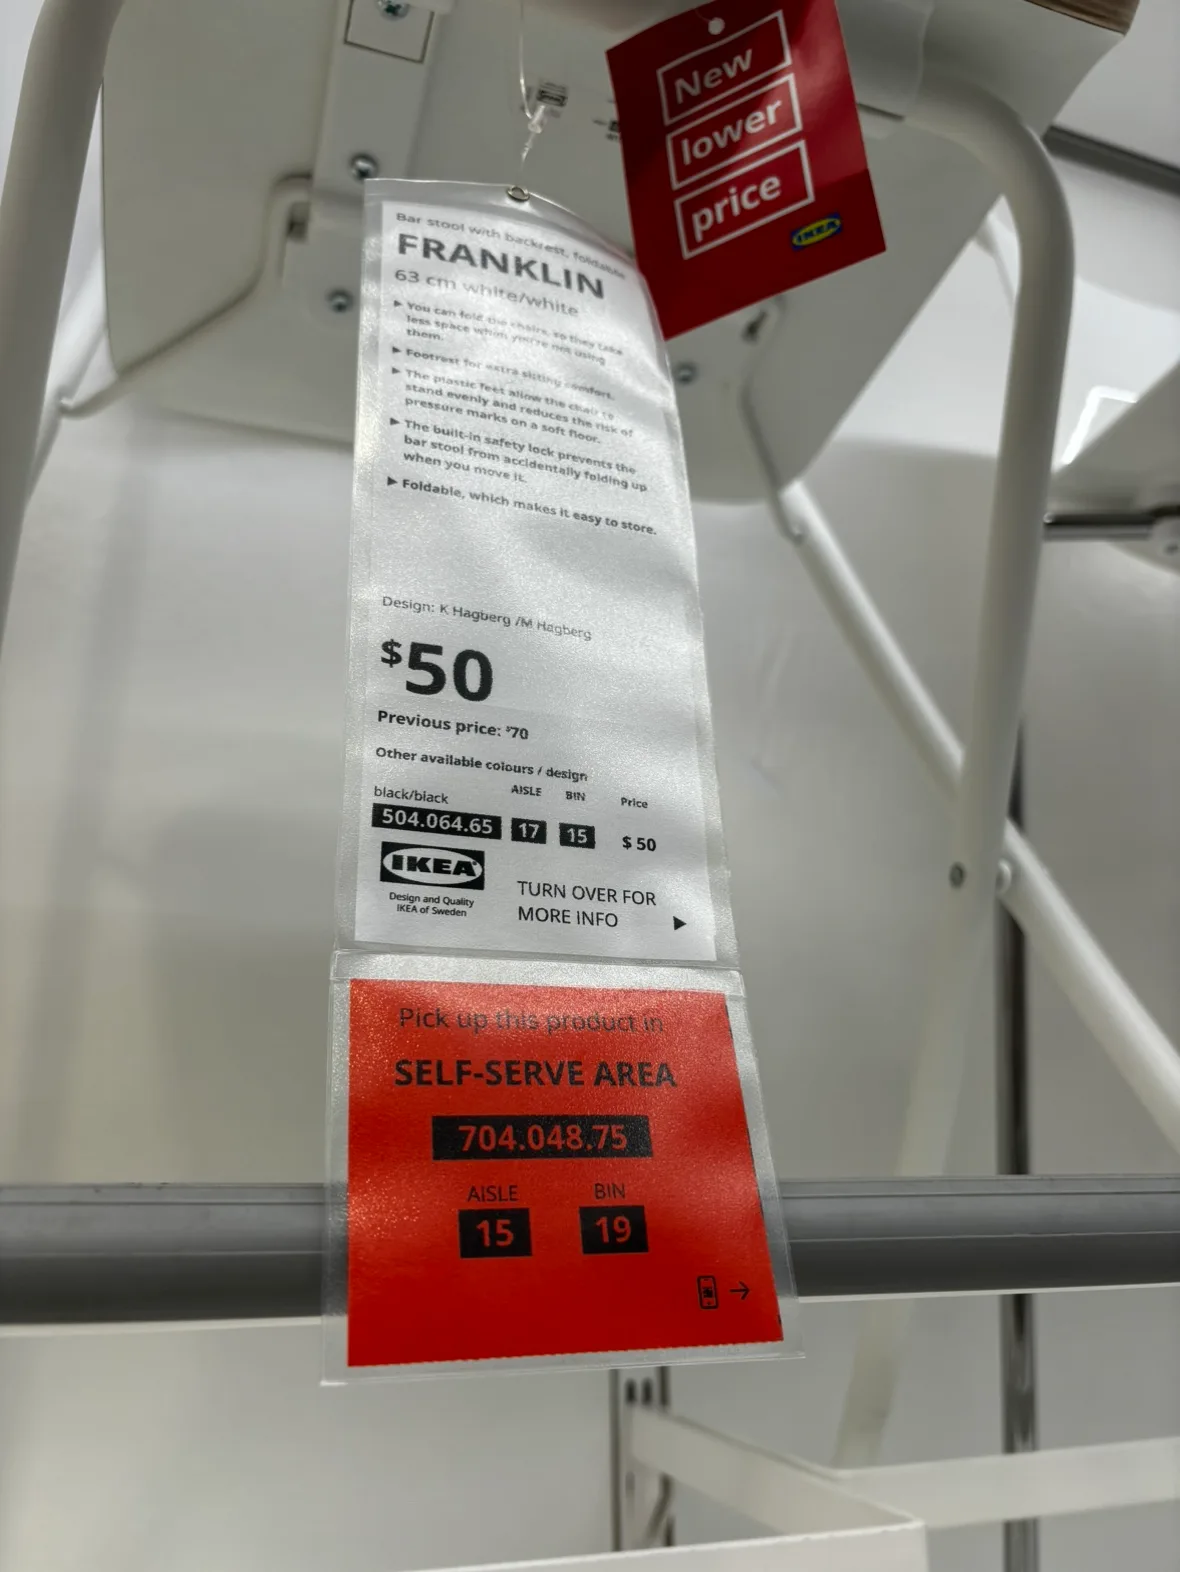 New
lower
price
IKEA
Bar stool with backrest, foldable
FRANKLIN
63 cm white/white
▶ You can fold the chairs, so they take
less space when you're not using
them.
▶ Footrest for extra sitting comfort.
▶ The plastic feet allow the chair to
stand evenly and reduces the risk of
pressure marks on a soft floor.
▶ The built-in safety lock prevents the
bar stool from accidentally folding up
when you move it.
▶ Foldable, which makes it easy to store.
Design: K Hagberg /M Hagberg
$50
Previous price: $70
Other available colours / design
AISLE BIN Price
black/black
504.064.65 17 15 $ 50
IKEA
Design and Quality
IKEA of Sweden
TURN OVER FOR
MORE INFO ▶
Pick up this product in
SELF-SERVE AREA
704.048.75
AISLE BIN
15 19